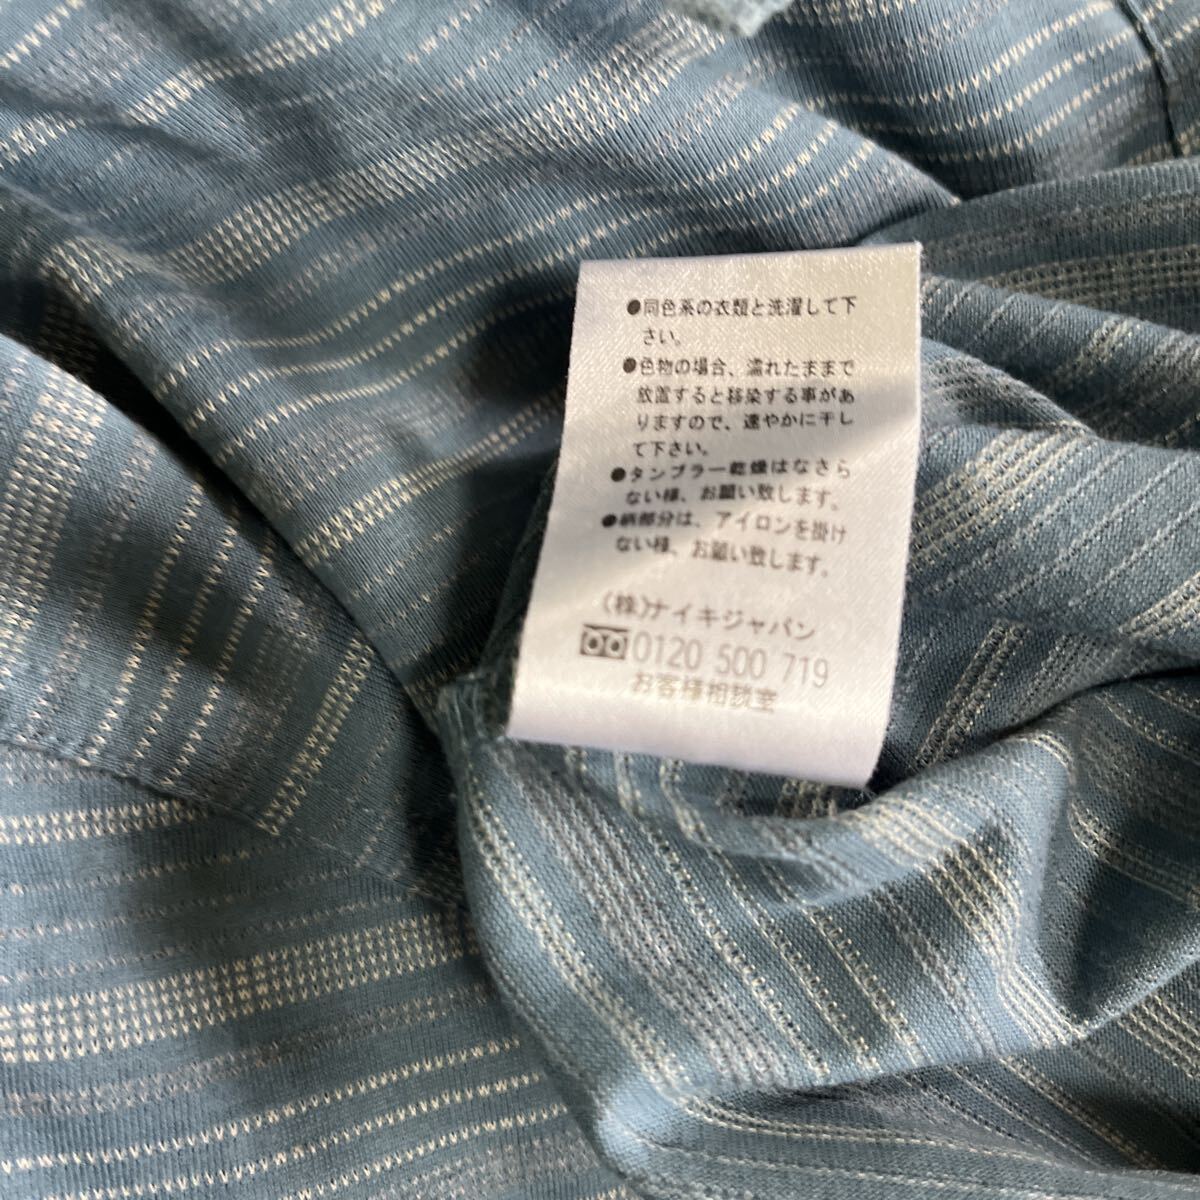 ●同色系の衣類と洗濯して下
さい。
●色物の場合、濡れたままで
放置すると移染する事があ
りますので、速やかに干し
て下さい。
●タンブラー乾燥はなさら
ない様、お願い致します。
●柄部分は、アイロンを掛け
ない様、お願い致します。
(株)ナイキジャパン
0120 500 719
お客様相談室